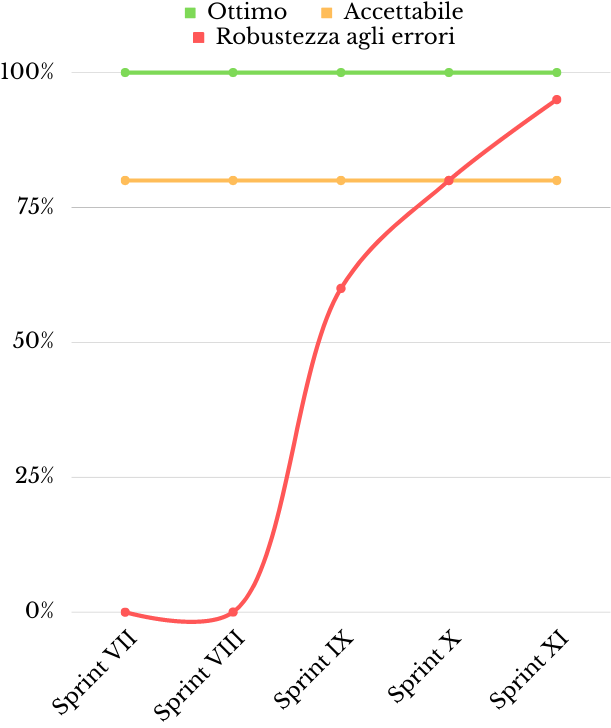 Ottimo Accettabile
Robustezza agli errori
100%
75%
50%
25%
0%
Sprint VII
Sprint VIII
Sprint IX
Sprint X
Sprint XI